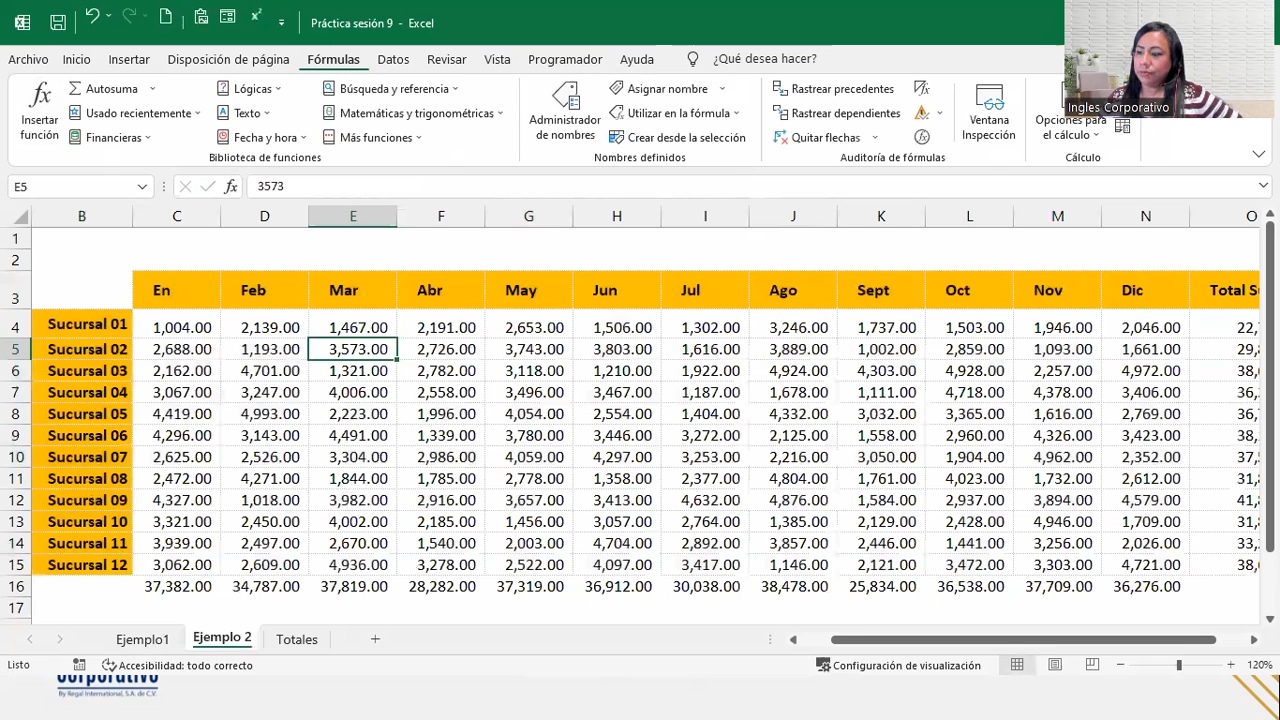 Práctica sesión 9 - Excel
Archivo Inicio Insertar Disposición de página Fórmulas Revisar Programador Ayuda ¿Qué desea hacer?
Ingles Corporativo
Insertar función
Autosuma
Usado recientemente
Financieras
Lógicas
Texto
Fecha y hora
Búsqueda y referencia
Matemáticas y trigonométricas
Más funciones
Biblioteca de funciones
Administrador de nombres
Asignar nombre
Utilizar en la fórmula
Crear desde la selección
Nombres definidos
Rastrear precedentes
Rastrear dependientes
Quitar flechas
Auditoría de fórmulas
Ventana Inspección
Opciones para el cálculo
Cálculo
E5 fx 3573
B C D E F G H I J K L M N O
1
2
3 En Feb Mar Abr May Jun Jul Ago Sept Oct Nov Dic Total
4 Sucursal 01 1,004.00 2,139.00 1,467.00 2,191.00 2,653.00 1,506.00 1,302.00 3,246.00 1,737.00 1,503.00 1,946.00 2,046.00 22,
5 Sucursal 02 2,688.00 1,193.00 3,573.00 2,726.00 2,743.00 3,803.00 1,616.00 1,002.00 2,859.00 1,093.00 1,661.00 29,
6 Sucursal 03 2,162.00 4,701.00 1,321.00 2,782.00 3,118.00 1,210.00 1,922.00 4,924.00 4,303.00 4,928.00 2,257.00 4,972.00 38,
7 Sucursal 04 3,067.00 3,247.00 4,006.00 2,558.00 3,496.00 3,467.00 1,187.00 1,673.00 1,111.00 4,718.00 4,378.00 3,406.00 36,
8 Sucursal 05 4,419.00 4,993.00 2,223.00 1,996.00 4,054.00 2,554.00 1,404.00 4,332.00 3,032.00 3,365.00 1,616.00 2,769.00 36,
9 Sucursal 06 4,296.00 3,143.00 4,491.00 1,339.00 3,780.00 3,446.00 3,272.00 2,125.00 1,558.00 2,960.00 4,326.00 3,423.00 38,
10 Sucursal 07 2,625.00 2,526.00 3,304.00 2,986.00 4,059.00 4,297.00 3,253.00 2,216.00 3,050.00 1,904.00 4,962.00 2,352.00 37,
11 Sucursal 08 2,472.00 4,271.00 1,844.00 1,785.00 2,778.00 1,358.00 2,377.00 4,804.00 1,761.00 4,023.00 1,732.00 2,612.00 31,
12 Sucursal 09 4,327.00 1,018.00 3,982.00 2,916.00 4,657.00 3,413.00 4,632.00 1,584.00 2,937.00 3,894.00 4,579.00 41,
13 Sucursal 10 3,321.00 2,450.00 4,002.00 2,185.00 1,456.00 3,057.00 2,764.00 1,385.00 2,129.00 2,428.00 4,946.00 1,709.00 31,
14 Sucursal 11 3,939.00 2,497.00 2,670.00 1,540.00 2,003.00 4,704.00 2,892.00 2,446.00 1,441.00 3,256.00 2,026.00 33,
15 Sucursal 12 3,062.00 2,609.00 4,936.00 3,278.00 2,522.00 4,097.00 3,417.00 2,121.00 3,472.00 3,303.00 4,721.00 38,
16 37,382.00 34,787.00 37,819.00 28,282.00 37,319.00 36,912.00 30,038.00 38,478.00 25,834.00 36,538.00 37,709.00 36,276.00
17
Ejemplo1 Ejemplo 2 Totales
Listo Accesibilidad: todo correcto Configuración de visualización 120%
Corporativo
By Regal International, S.A. de C.V.